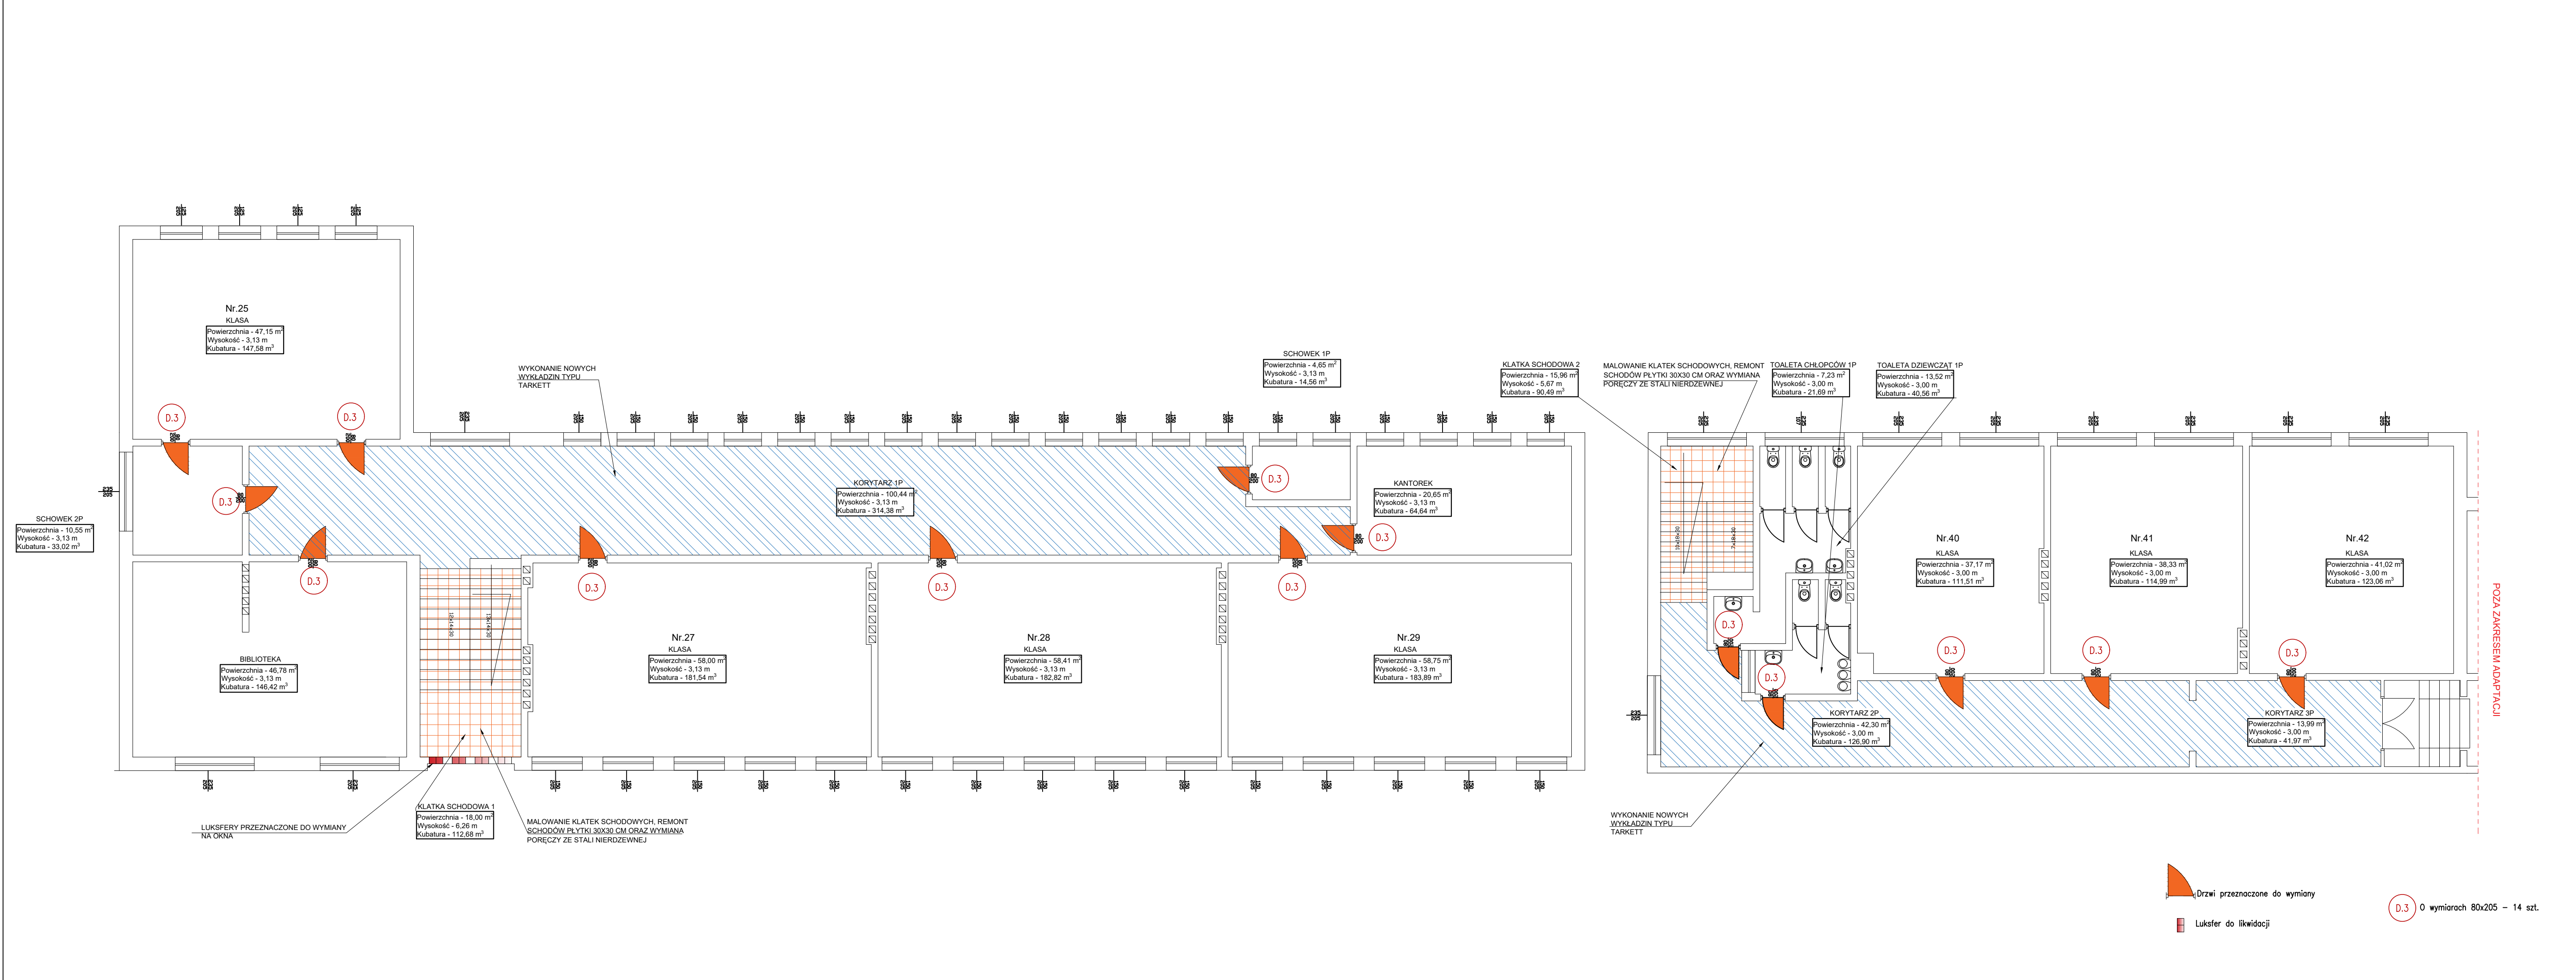 Nr.25
KLASA
Powierzchnia - 47,15 m²
Wysokość - 3,13 m
Kubatura - 147,58 m³
D.3
D.3
D.3
D.3
SCHOWEK 2P
Powierzchnia - 10,55 m²
Wysokość - 3,13 m
Kubatura - 33,02 m³
235
205
BIBLIOTEKA
Powierzchnia - 46,78 m²
Wysokość - 3,13 m
Kubatura - 146,42 m³
WYKONANIE NOWYCH
WYKŁADZIN TYPU
TARKETT
KORYTARZ 1P
Powierzchnia - 100,44 m²
Wysokość - 3,13 m
Kubatura - 314,38 m³
SCHOWEK 1P
Powierzchnia - 4,65 m²
Wysokość - 3,13 m
Kubatura - 14,56 m³
D.3
KANTOREK
Powierzchnia - 20,65 m²
Wysokość - 3,13 m
Kubatura - 64,64 m³
D.3
D.3
D.3
D.3
12x14x30
13x14x30
Nr.27
KLASA
Powierzchnia - 58,00 m²
Wysokość - 3,13 m
Kubatura - 181,54 m³
Nr.28
KLASA
Powierzchnia - 58,41 m²
Wysokość - 3,13 m
Kubatura - 182,82 m³
Nr.29
KLASA
Powierzchnia - 58,75 m²
Wysokość - 3,13 m
Kubatura - 183,89 m³
KLATKA SCHODOWA 1
Powierzchnia - 18,00 m²
Wysokość - 6,26 m
Kubatura - 112,68 m³
LUKSFERY PRZEZNACZONE DO WYMIANY
NA OKNA
MALOWANIE KLATEK SCHODOWYCH, REMONT
SCHODÓW PŁYTKI 30X30 CM ORAZ WYMIANA
PORĘCZY ZE STALI NIERDZEWNEJ
KLATKA SCHODOWA 2
Powierzchnia - 15,96 m²
Wysokość - 5,67 m
Kubatura - 90,49 m³
MALOWANIE KLATEK SCHODOWYCH, REMONT
SCHODÓW PŁYTKI 30X30 CM ORAZ WYMIANA
PORĘCZY ZE STALI NIERDZEWNEJ
TOALETA CHŁOPCÓW 1P
Powierzchnia - 7,23 m²
Wysokość - 3,00 m
Kubatura - 21,69 m³
TOALETA DZIEWCZĄT 1P
Powierzchnia - 13,52 m²
Wysokość - 3,00 m
Kubatura - 40,56 m³
10x18x30
7x18x30
Nr.40
KLASA
Powierzchnia - 37,17 m²
Wysokość - 3,00 m
Kubatura - 111,51 m³
Nr.41
KLASA
Powierzchnia - 38,33 m²
Wysokość - 3,00 m
Kubatura - 114,99 m³
Nr.42
KLASA
Powierzchnia - 41,02 m²
Wysokość - 3,00 m
Kubatura - 123,06 m³
D.3
D.3
D.3
D.3
D.3
235
205
KORYTARZ 2P
Powierzchnia - 42,30 m²
Wysokość - 3,00 m
Kubatura - 126,90 m³
KORYTARZ 3P
Powierzchnia - 13,99 m²
Wysokość - 3,00 m
Kubatura - 41,97 m³
POZA ZAKRESEM ADAPTACJI
WYKONANIE NOWYCH
WYKŁADZIN TYPU
TARKETT
Drzwi przeznaczone do wymiany
Luksfer do likwidacji
D.3 O wymiarach 80x205 – 14 szt.